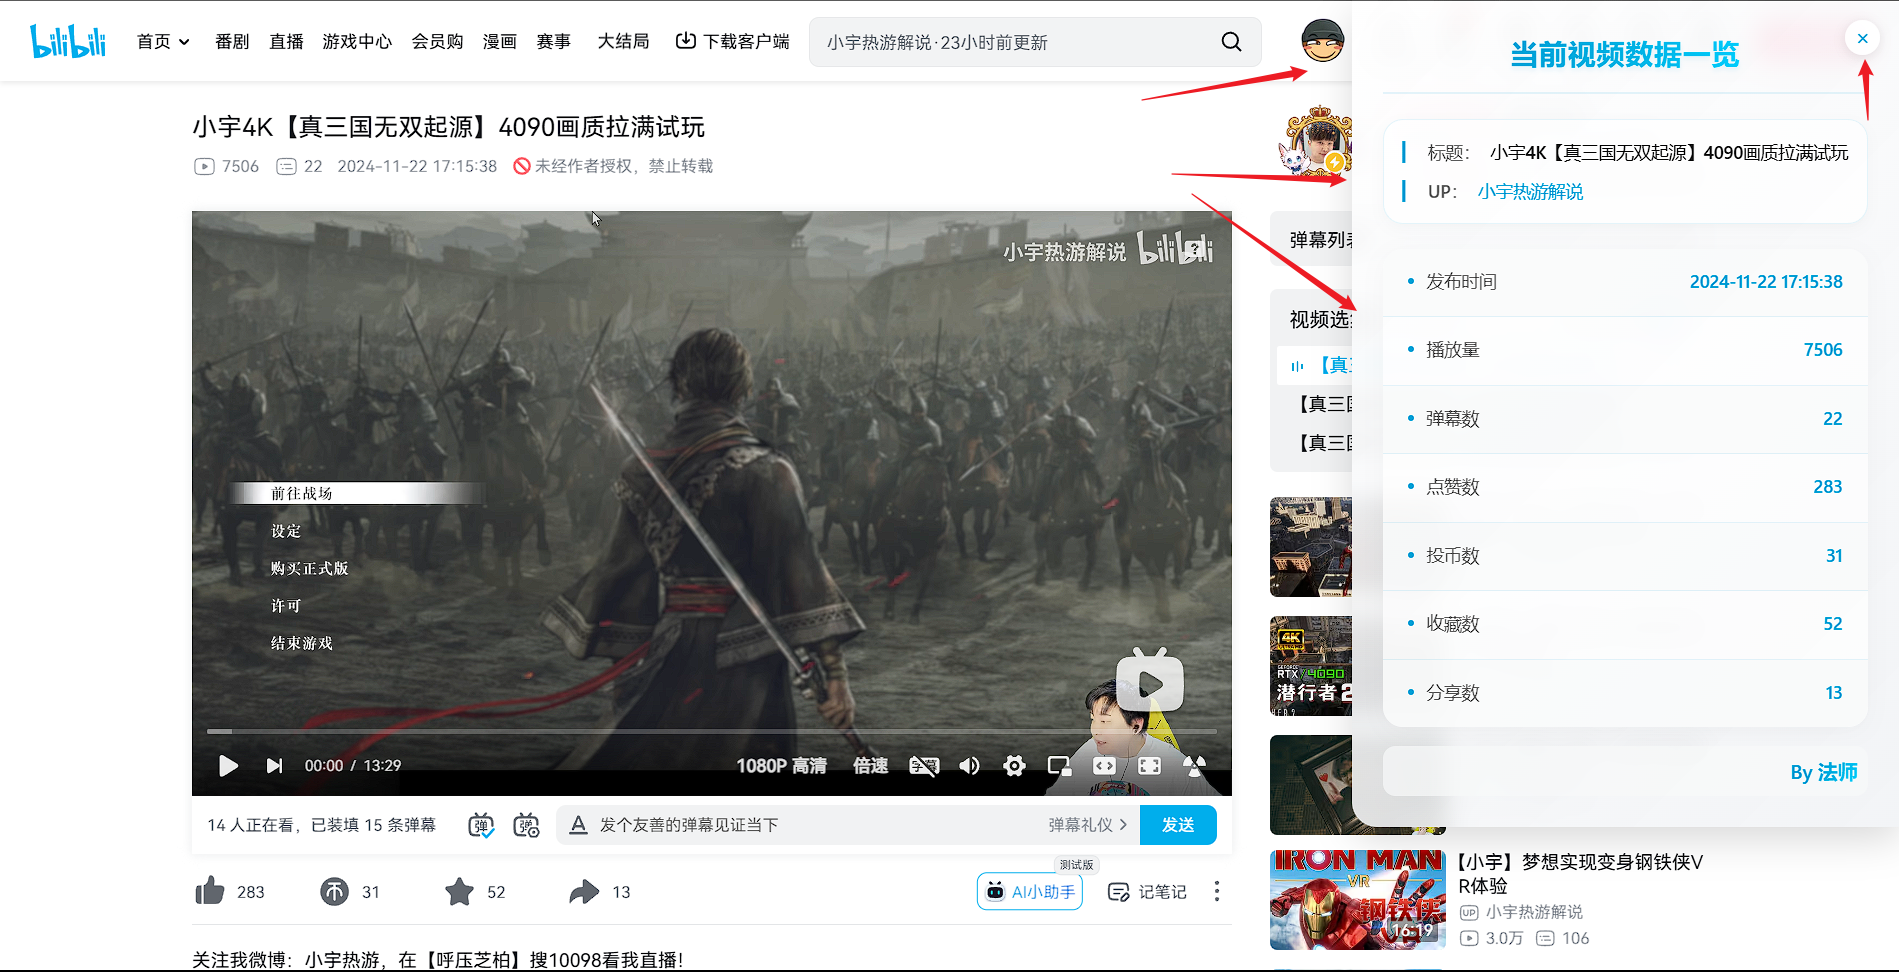 bilibili
首页
番剧
直播
游戏中心
会员购
漫画
赛事
大结局
下载客户端
小宇热游解说·23小时前更新
小宇4K【真三国无双起源】4090画质拉满试玩
7506
22
2024-11-22 17:15:38
未经作者授权，禁止转载
小宇热游解说 bilibili
前往战场
设定
购买正式版
许可
结束游戏
00:00 / 13:29
1080P 高清
倍速
字幕
14 人正在看，已装填 15 条弹幕
弹
弹
发个友善的弹幕见证当下
弹幕礼仪
发送
283
31
52
13
测试版
AI小助手
记笔记
关注我微博：小宇热游，在【呼压芝柏】搜10098看我直播！
弹幕列表
视频选
【真三
【真三
【真三
4K
GEFORCE
RTX 4090
潜行者2
当前视频数据一览
标题： 小宇4K【真三国无双起源】4090画质拉满试玩
UP： 小宇热游解说
发布时间 2024-11-22 17:15:38
播放量 7506
弹幕数 22
点赞数 283
投币数 31
收藏数 52
分享数 13
By 法师
IRON MAN
VR
钢铁侠
VR
16:19
【小宇】梦想实现变身钢铁侠V
R体验
UP 小宇热游解说
3.0万
106